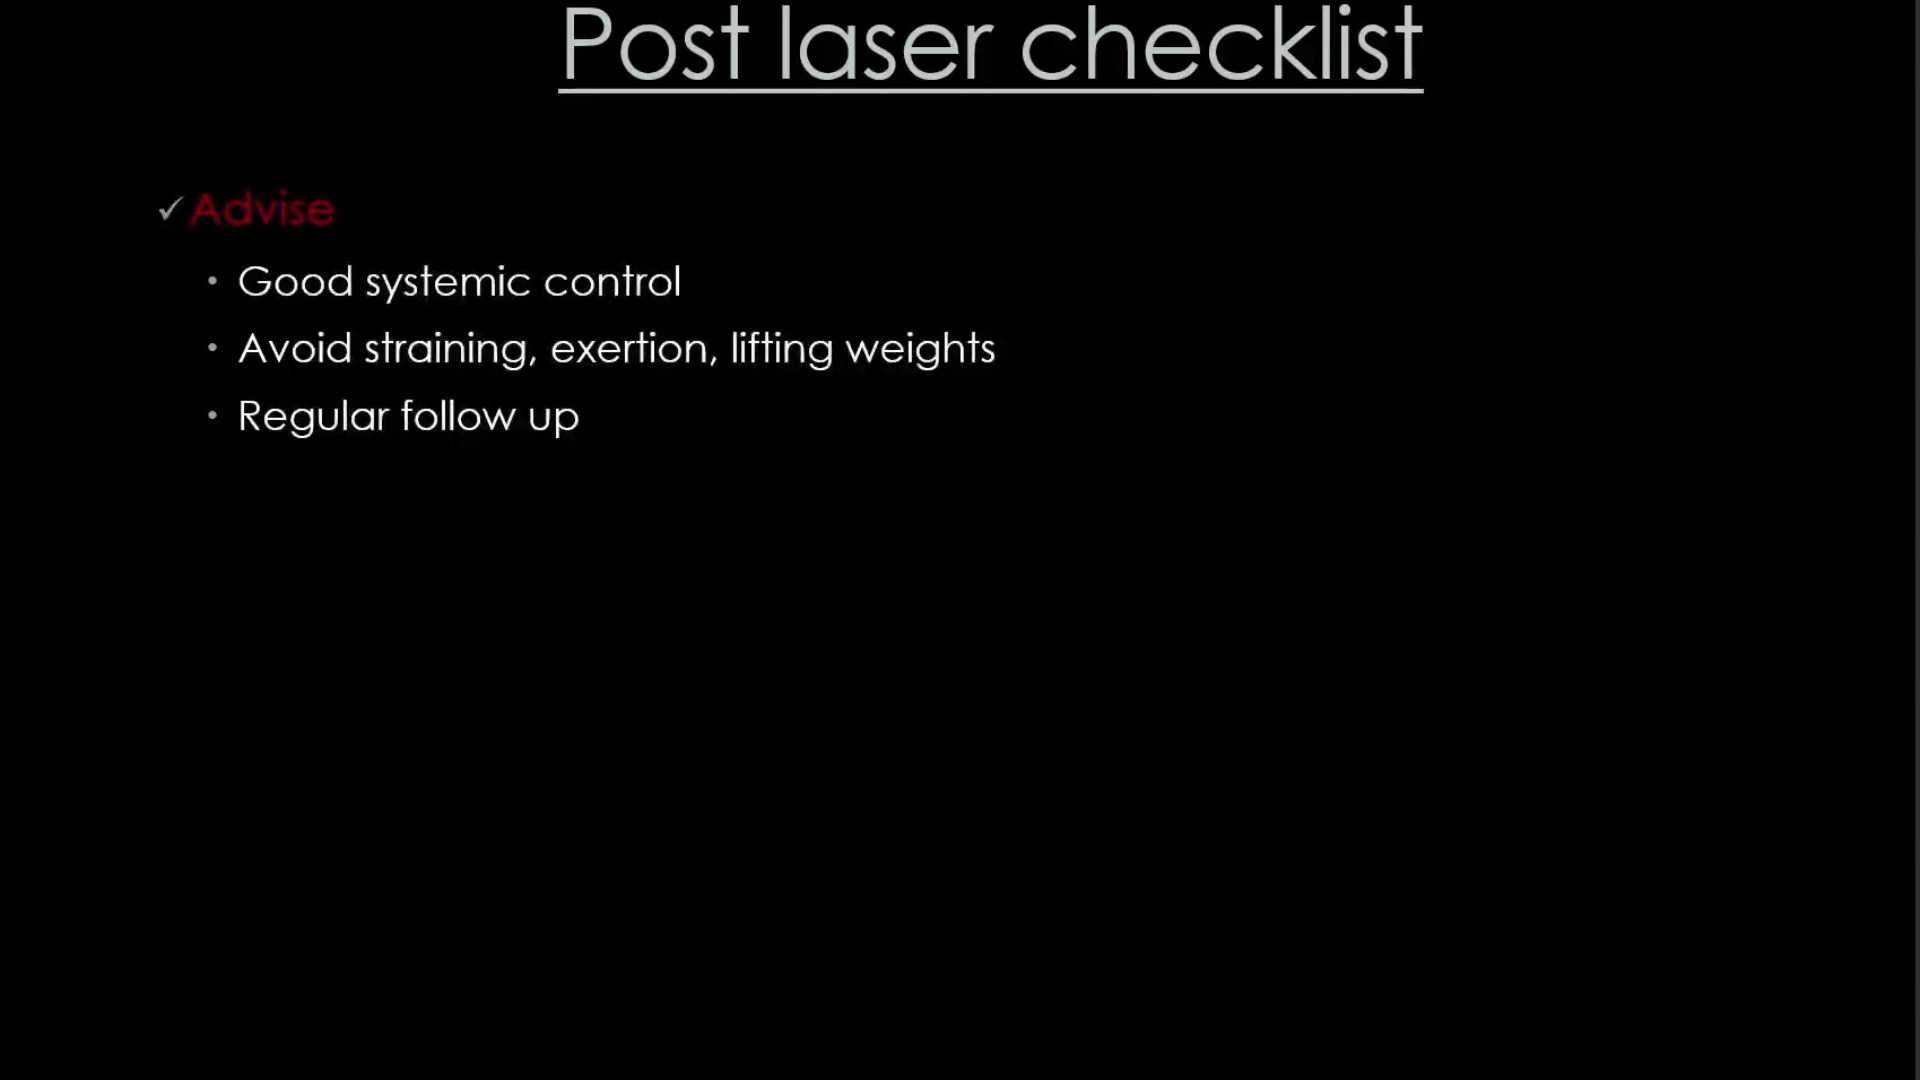 Post laser checklist
✓ Advise
• Good systemic control
• Avoid straining, exertion, lifting weights
• Regular follow up